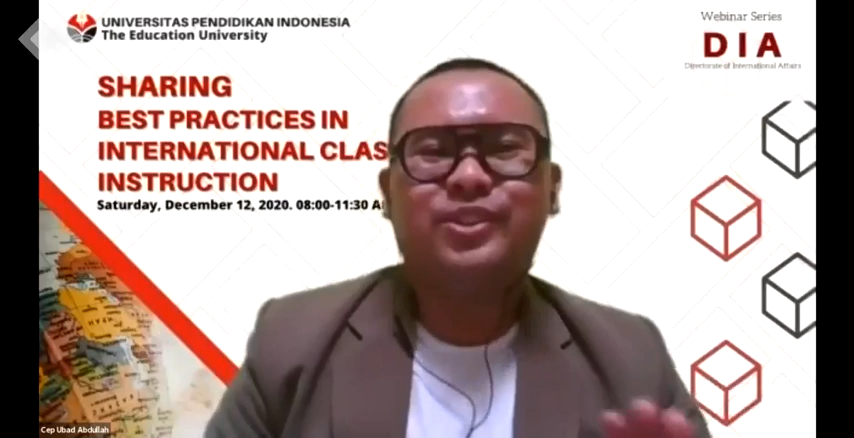 UNIVERSITAS PENDIDIKAN INDONESIA
The Education University
Webinar Series
DIA
Directorate of International Affairs
SHARING
BEST PRACTICES IN
INTERNATIONAL CLAS
INSTRUCTION
Saturday, December 12, 2020. 08:00-11:30 A
Cep Ubad Abdullah